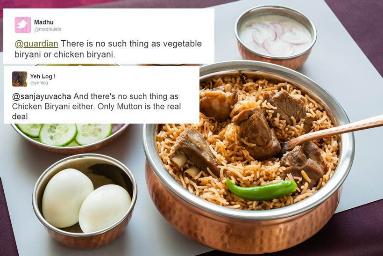 Madhu
@guardian There is no such thing as vegetable
biryani or chicken biryani.
Yeh Log !
@sanjayuvacha And there's no such thing as
Chicken Biryani either. Only Mutton is the real
deal